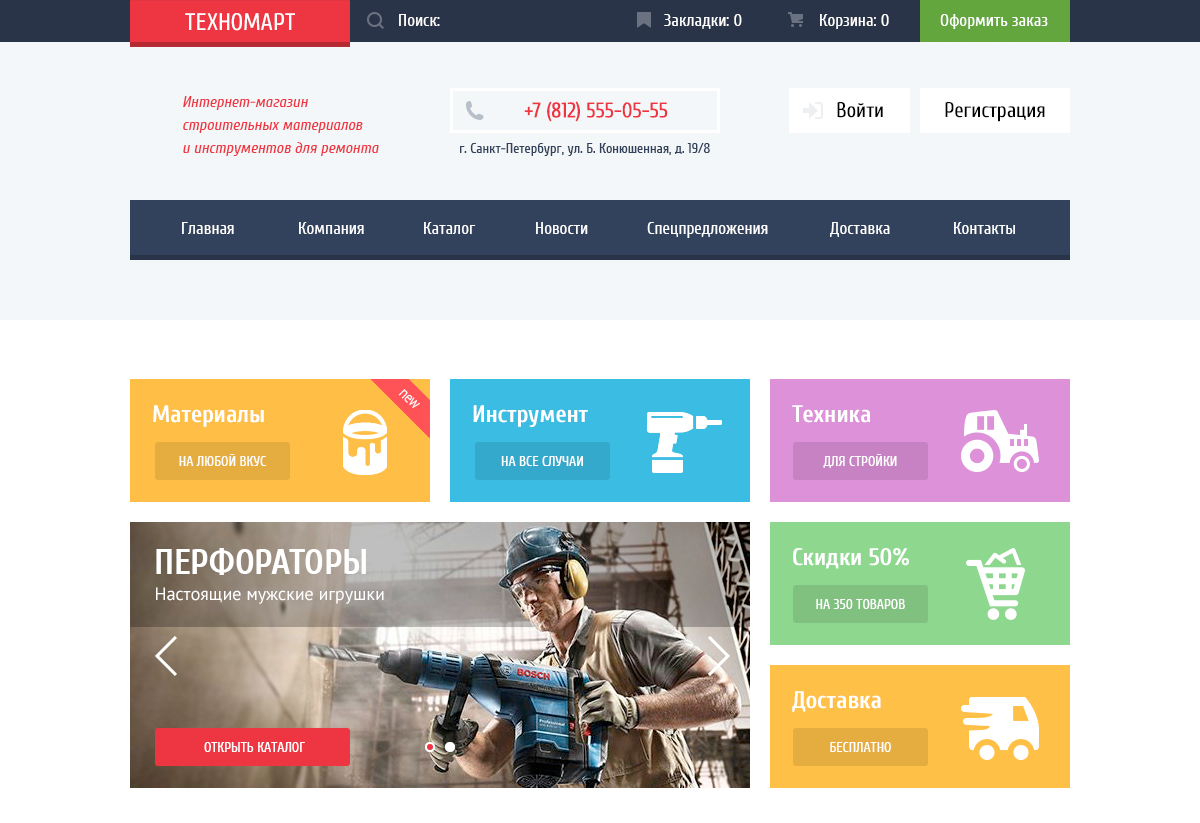 ТЕХНОМАРТ
Поиск:
Закладки: 0
Корзина: 0
Оформить заказ
Интернет-магазин
строительных материалов
и инструментов для ремонта
+7 (812) 555-05-55
г. Санкт-Петербург, ул. Б. Конюшенная, д. 19/8
Войти
Регистрация
Главная
Компания
Каталог
Новости
Спецпредложения
Доставка
Контакты
Материалы
new
НА ЛЮБОЙ ВКУС
Инструмент
НА ВСЕ СЛУЧАИ
Техника
ДЛЯ СТРОЙКИ
ПЕРФОРАТОРЫ
Настоящие мужские игрушки
BOSCH
Professional
ОТКРЫТЬ КАТАЛОГ
Скидки 50%
НА 350 ТОВАРОВ
Доставка
БЕСПЛАТНО